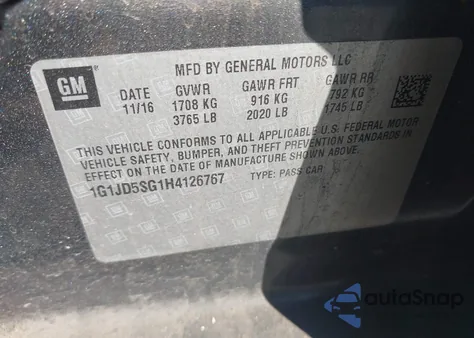 GM
MFD BY GENERAL MOTORS LLC
DATE GVWR GAWR FRT GAWR RR
11/16 1708 KG 916 KG 792 KG
3765 LB 2020 LB 1745 LB
THIS VEHICLE CONFORMS TO ALL APPLICABLE U.S. FEDERAL MOTOR
VEHICLE SAFETY, BUMPER, AND THEFT PREVENTION STANDARDS IN
EFFECT ON THE DATE OF MANUFACTURE SHOWN ABOVE.
1G1JD5SG1H4126767 TYPE: PASS CAR
autoSnap